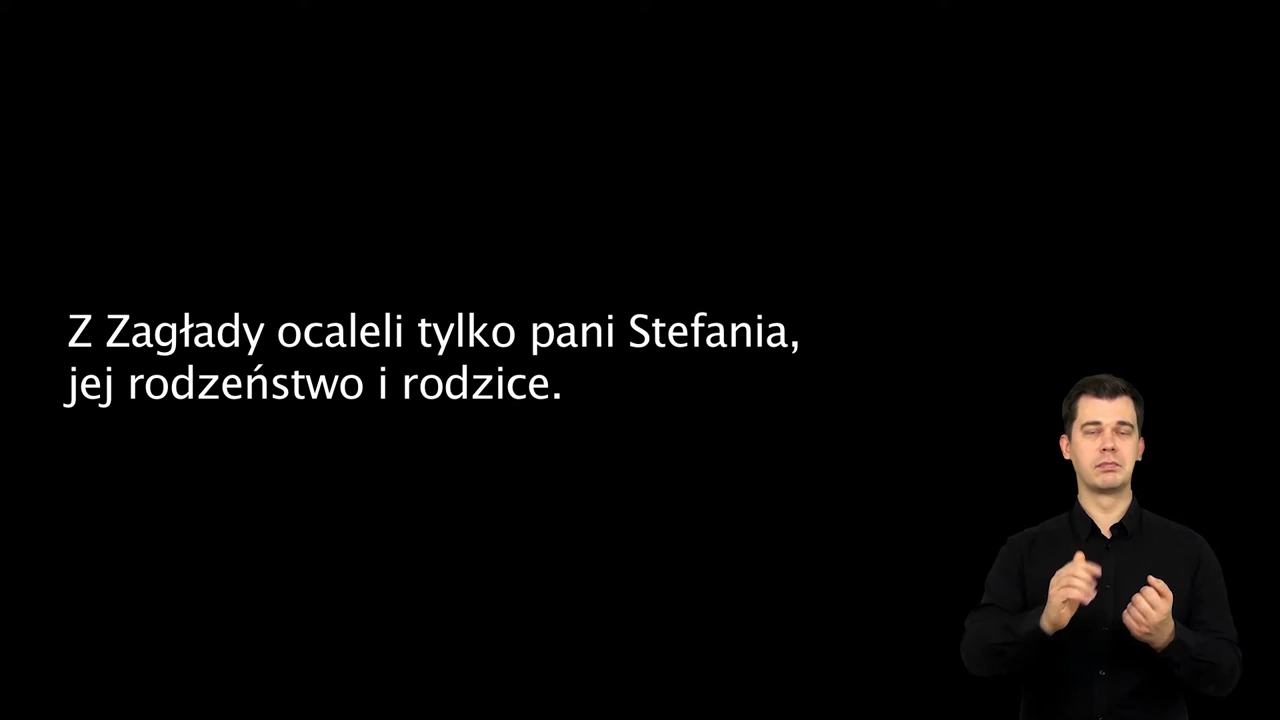 Z Zagłady ocaleli tylko pani Stefania,
jej rodzeństwo i rodzice.